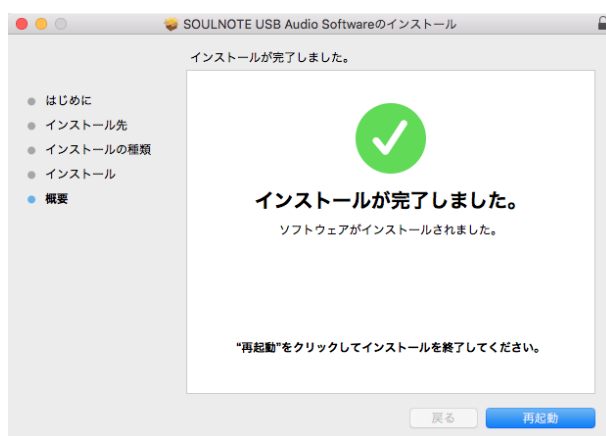 SOULNOTE USB Audio Softwareのインストール
インストールが完了しました。
はじめに
インストール先
インストールの種類
インストール
概要
インストールが完了しました。
ソフトウェアがインストールされました。
“再起動”をクリックしてインストールを終了してください。
戻る
再起動